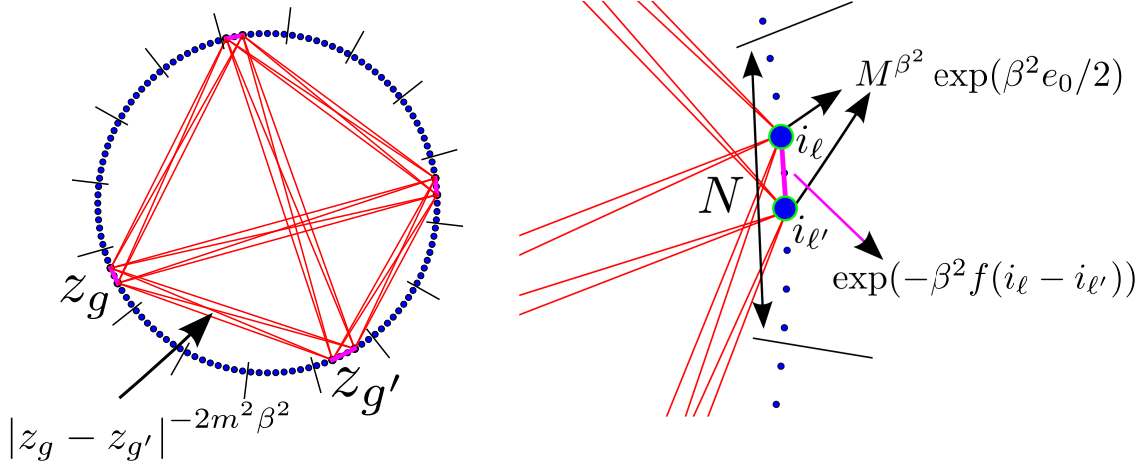 z_g
z_{g'}
|z_g − z_{g'}|^{−2m^2β^2}
M^{β^2} exp(β^2 e_0/2)
i_ℓ
N
i_{ℓ'}
exp(−β^2 f(i_ℓ − i_{ℓ'}))